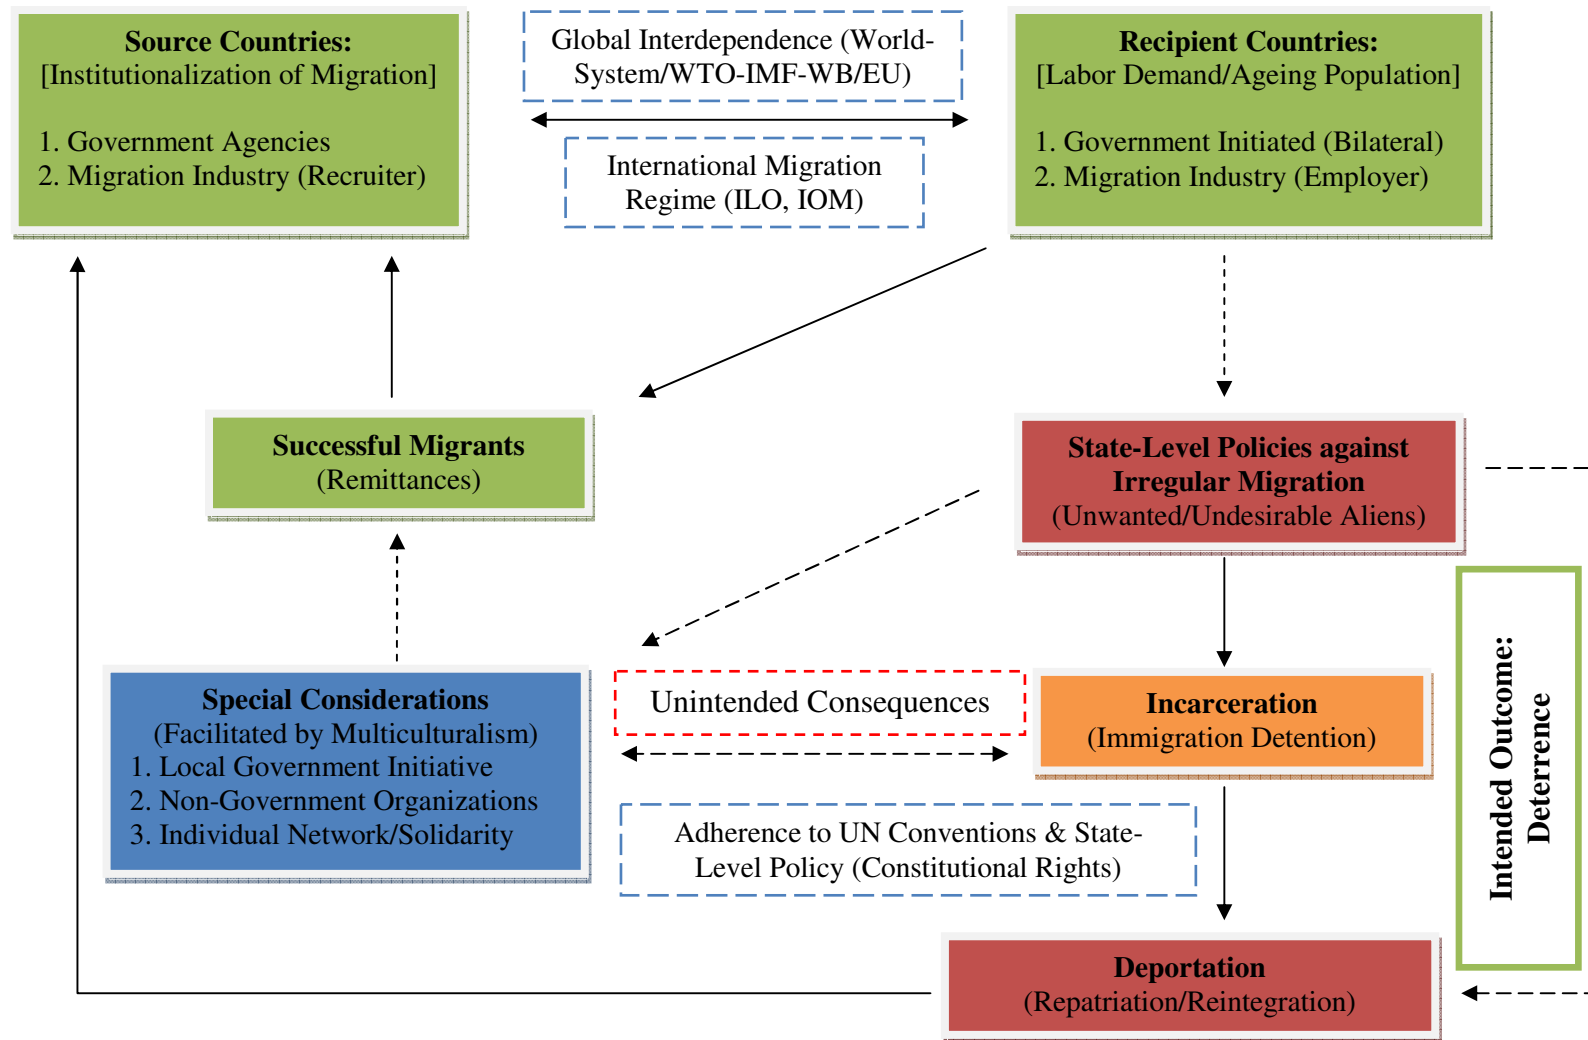 Source Countries:
[Institutionalization of Migration]
1. Government Agencies
2. Migration Industry (Recruiter)
Global Interdependence (World-
System/WTO-IMF-WB/EU)
International Migration
Regime (ILO, IOM)
Recipient Countries:
[Labor Demand/Ageing Population]
1. Government Initiated (Bilateral)
2. Migration Industry (Employer)
Successful Migrants
(Remittances)
State-Level Policies against
Irregular Migration
(Unwanted/Undesirable Aliens)
Special Considerations
(Facilitated by Multiculturalism)
1. Local Government Initiative
2. Non-Government Organizations
3. Individual Network/Solidarity
Unintended Consequences
Adherence to UN Conventions & State-
Level Policy (Constitutional Rights)
Incarceration
(Immigration Detention)
Intended Outcome:
Deterrence
Deportation
(Repatriation/Reintegration)